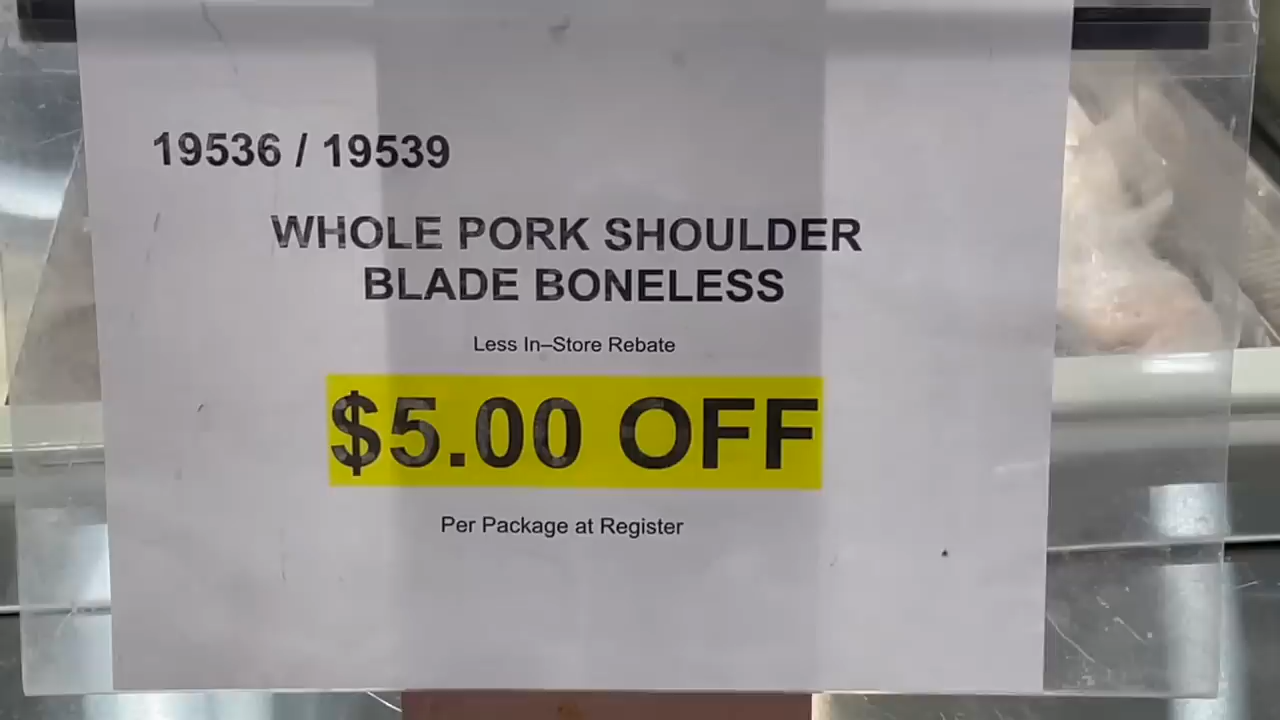 19536 / 19539
WHOLE PORK SHOULDER
BLADE BONELESS
Less In–Store Rebate
$5.00 OFF
Per Package at Register